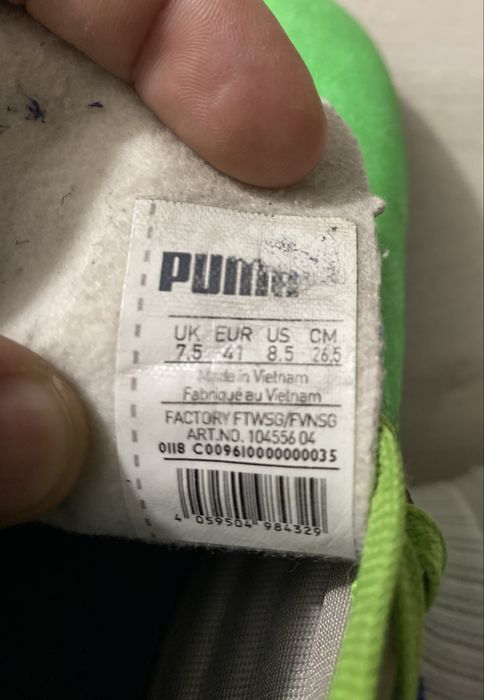 PUMA
UK EUR US CM
7.5 41 8.5 26.5
Made in Vietnam
Fabriqué au Vietnam
FACTORY FTWSG/FVNSG
ART.NO. 104556 04
0118 C009610000000035
4 059504 984329